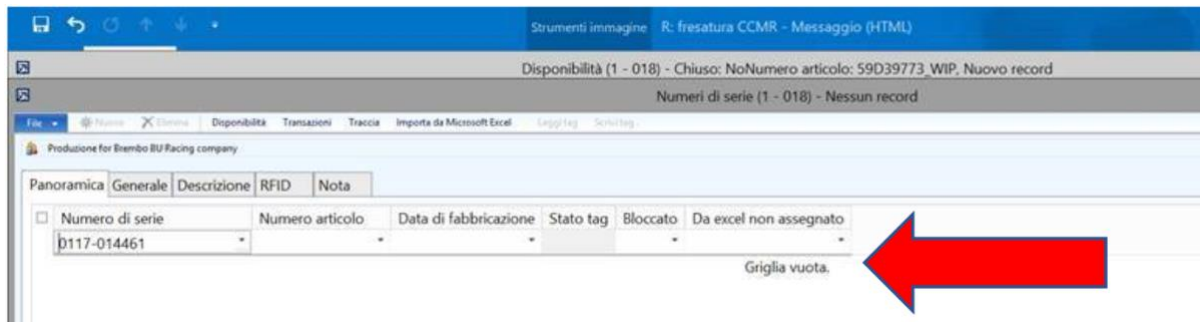 Strumenti immagine R: fresatura CCMR - Messaggio (HTML)
Disponibilità (1 - 018) - Chiuso: NoNumero articolo: 59D39773_WIP, Nuovo record
Numeri di serie (1 - 018) - Nessun record
File Nuovo Elimina Disponibilità Transazioni Traccia Importa da Microsoft Excel Leggi tag Scrivi tag
Produzione for Brembo BU Racing company
Panoramica Generale Descrizione RFID Nota
Numero di serie Numero articolo Data di fabbricazione Stato tag Bloccato Da excel non assegnato
0117-014461
Griglia vuota.